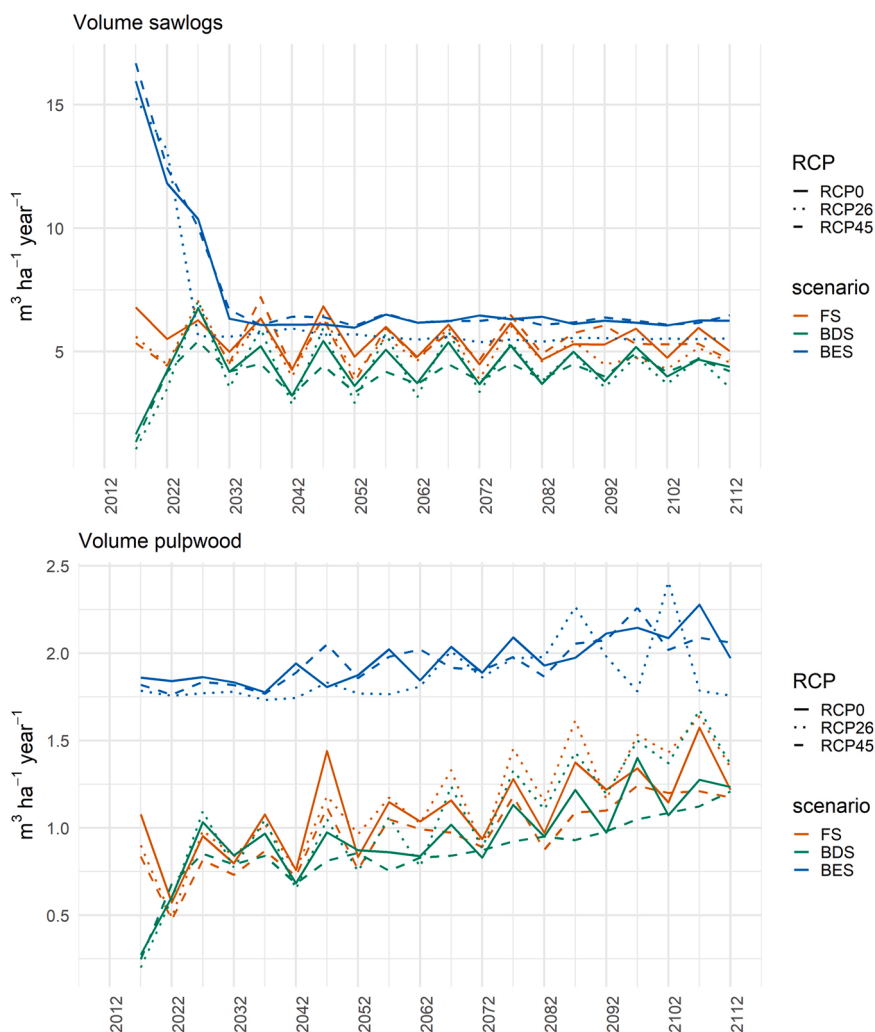 Volume sawlogs
15
10
5
m³ ha⁻¹ year⁻¹
2012 2022 2032 2042 2052 2062 2072 2082 2092 2102 2112
RCP
RCP0
RCP26
RCP45
scenario
FS
BDS
BES
Volume pulpwood
2.5
2.0
1.5
1.0
0.5
m³ ha⁻¹ year⁻¹
2012 2022 2032 2042 2052 2062 2072 2082 2092 2102 2112
RCP
RCP0
RCP26
RCP45
scenario
FS
BDS
BES